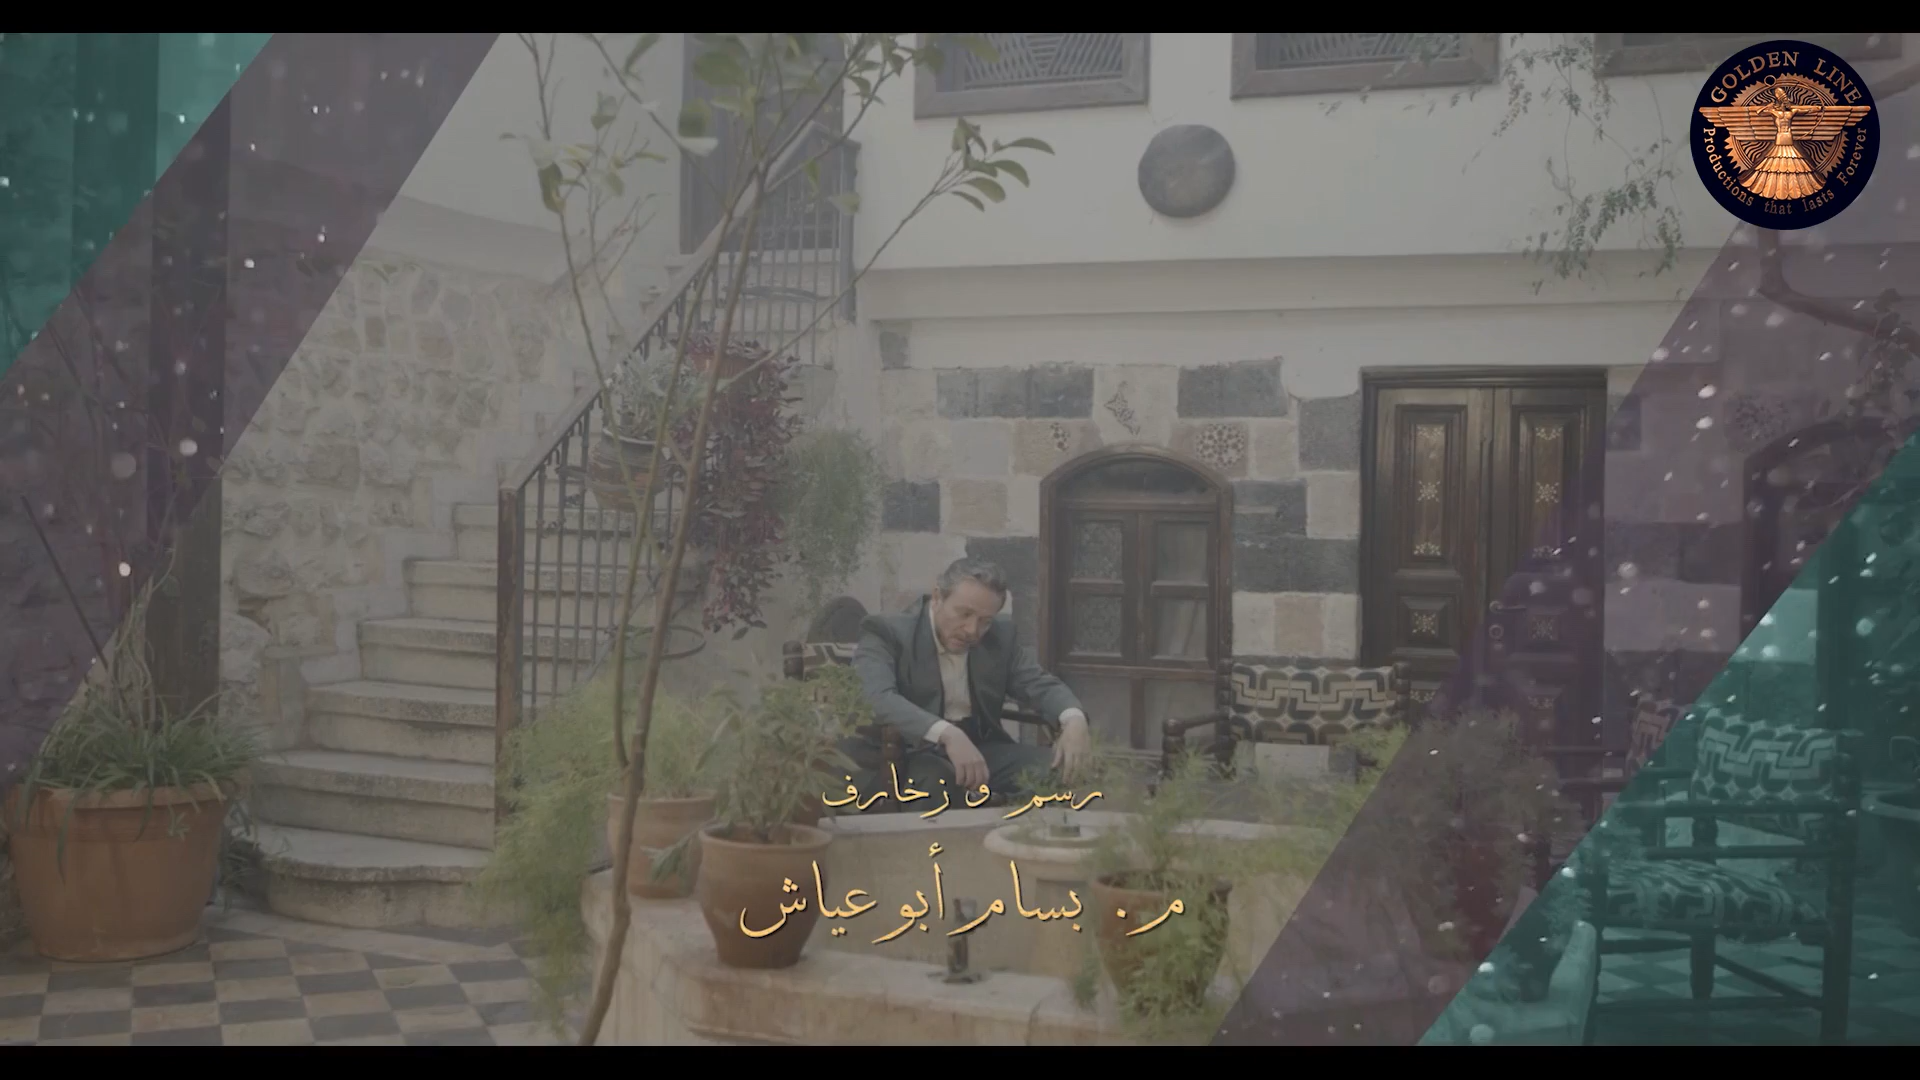 GOLDEN LINE
Productions that lasts Forever
رسم و زخارف
م. بسام أبو عياش